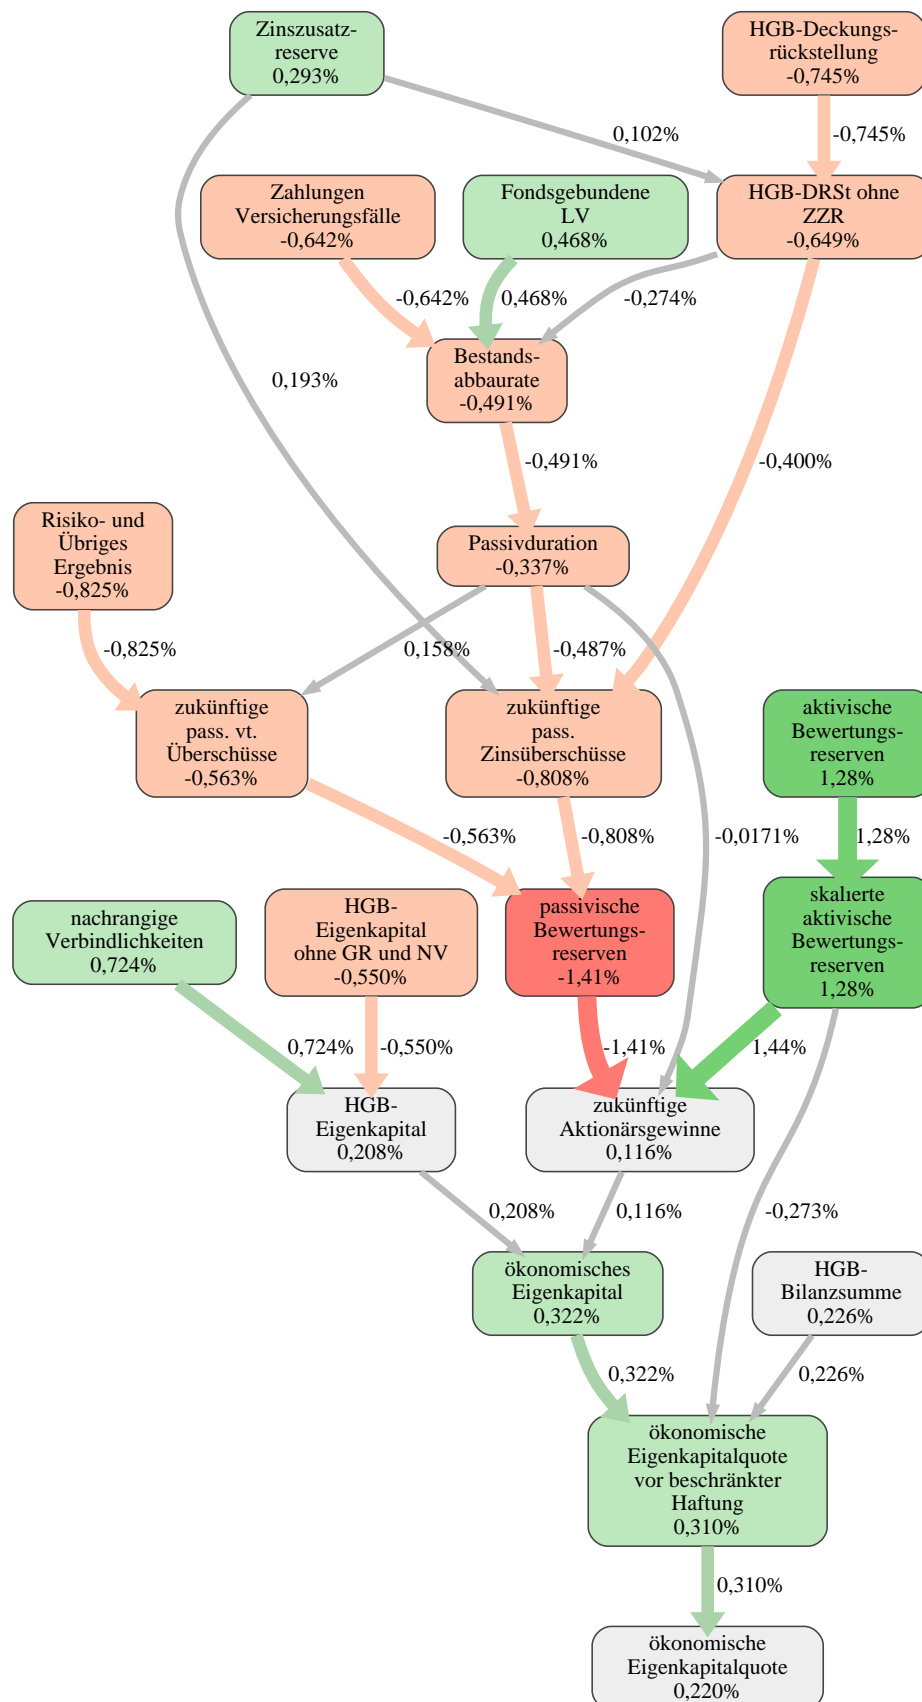 Zinszusatz-
reserve
0,293%
HGB-Deckungs-
rückstellung
-0,745%
0,102%
-0,745%
Zahlungen
Versicherungsfälle
-0,642%
Fondsgebundene
LV
0,468%
HGB-DRSt ohne
ZZR
-0,649%
-0,642%
0,468%
-0,274%
0,193%
Bestands-
abbaurate
-0,491%
-0,491%
-0,400%
Risiko- und
Übriges
Ergebnis
-0,825%
Passivduration
-0,337%
-0,825%
0,158%
-0,487%
zukünftige
pass. vt.
Überschüsse
-0,563%
zukünftige
pass.
Zinsüberschüsse
-0,808%
aktivische
Bewertungs-
reserven
1,28%
-0,563%
-0,808%
-0,0171%
1,28%
nachrangige
Verbindlichkeiten
0,724%
HGB-
Eigenkapital
ohne GR und NV
-0,550%
passivische
Bewertungs-
reserven
-1,41%
skalierte
aktivische
Bewertungs-
reserven
1,28%
0,724%
-0,550%
-1,41%
1,44%
HGB-
Eigenkapital
0,208%
zukünftige
Aktionärsgewinne
0,116%
0,208%
0,116%
-0,273%
ökonomisches
Eigenkapital
0,322%
HGB-
Bilanzsumme
0,226%
0,322%
0,226%
ökonomische
Eigenkapitalquote
vor beschränkter
Haftung
0,310%
0,310%
ökonomische
Eigenkapitalquote
0,220%